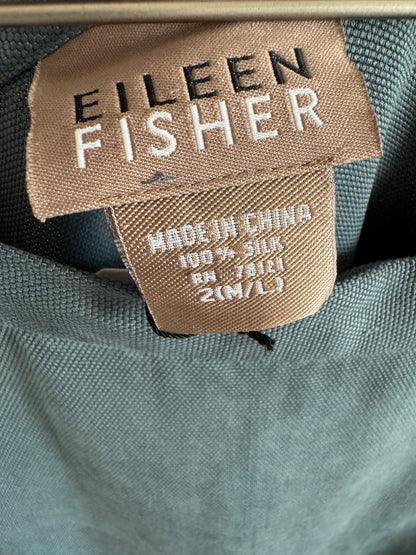 EILEEN
FISHER
MADE IN CHINA
100% SILK
RN 78121
2(M/L)